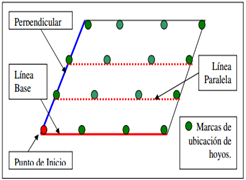 Perpendicular
Línea
Base
Línea
Paralela
Marcas de
ubicación de
hoyos.
Punto de Inicio